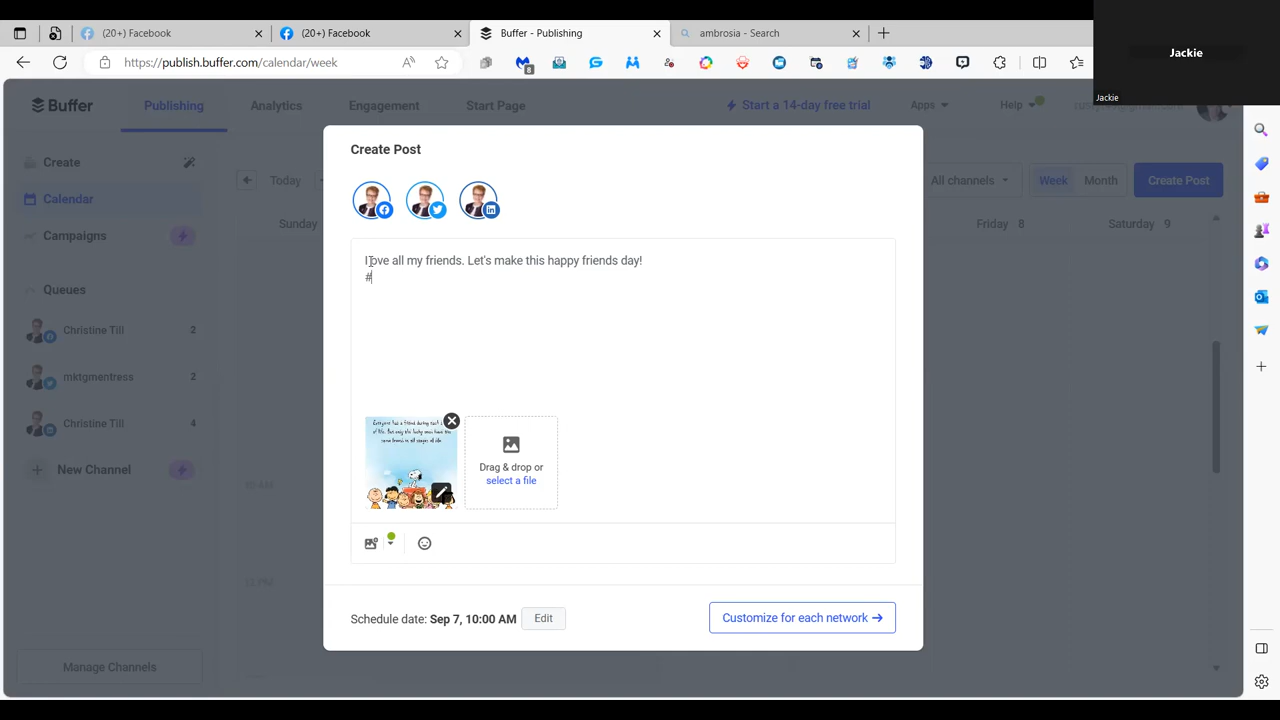 (20+) Facebook
(20+) Facebook
Buffer - Publishing
ambrosia - Search
https://publish.buffer.com/calendar/week
8
Jackie
Jackie
Buffer
Publishing
Analytics
Engagement
Start Page
Start a 14-day free trial
Apps
Help
Create
Calendar
Campaigns
Queues
Christine Till 2
mktgmentress 2
Christine Till 4
New Channel
Manage Channels
Today
All channels
Week
Month
Create Post
Sunday
Friday 8
Saturday 9
Create Post
I love all my friends. Let's make this happy friends day!
#
Drag & drop or
select a file
Schedule date: Sep 7, 10:00 AM
Edit
Customize for each network